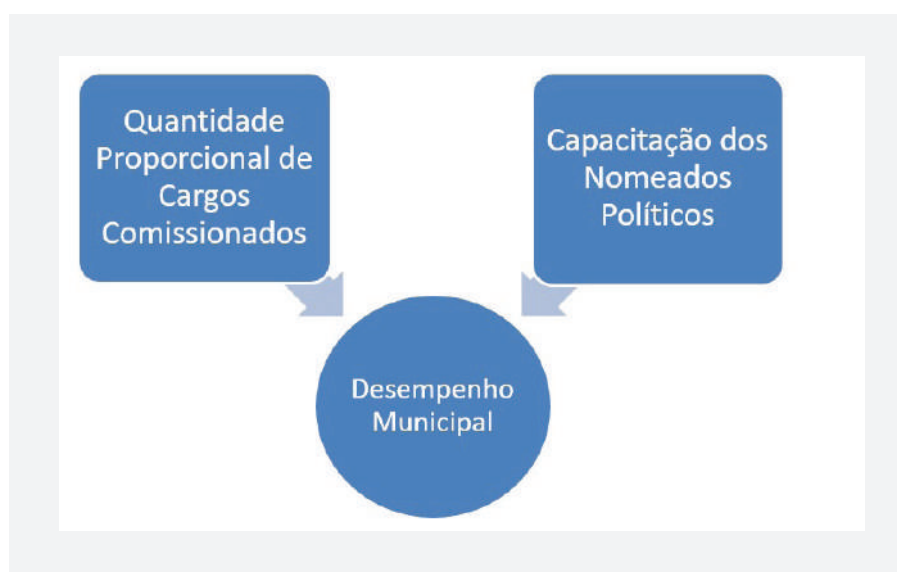 Quantidade
Proporcional de
Cargos
Comissionados
Capacitação dos
Nomeados
Políticos
Desempenho
Municipal